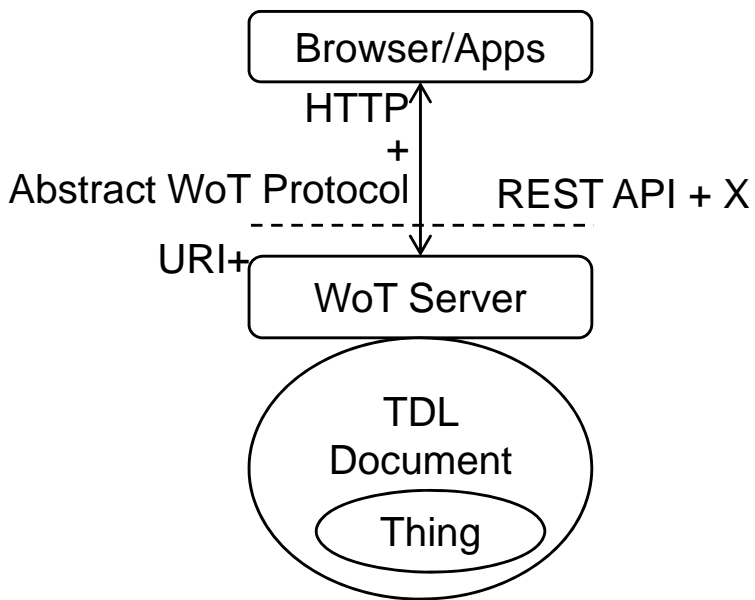 Browser/Apps
HTTP
+
Abstract WoT Protocol
REST API + X
URI+
WoT Server
TDL
Document
Thing